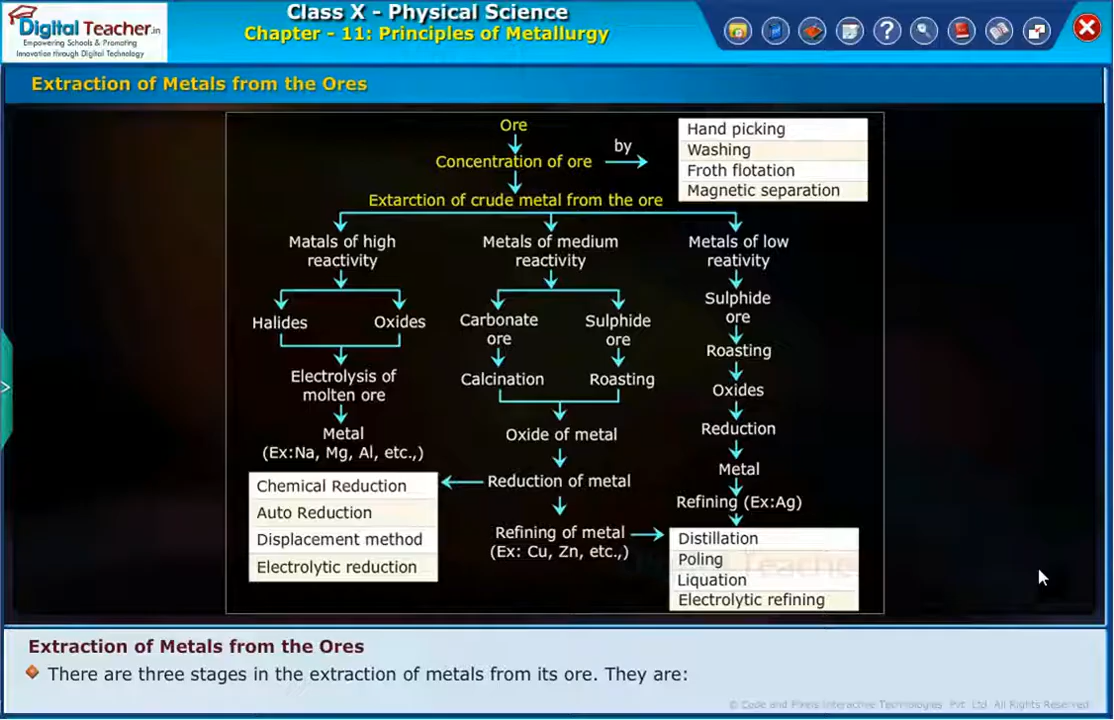 Digital Teacher.in
Empowering Schools & Promoting
Innovation through Digital Technology
Class X - Physical Science
Chapter - 11: Principles of Metallurgy
Extraction of Metals from the Ores
Ore
Concentration of ore
by
Hand picking
Washing
Froth flotation
Magnetic separation
Extarction of crude metal from the ore
Matals of high
reactivity
Halides
Oxides
Electrolysis of
molten ore
Metal
(Ex:Na, Mg, Al, etc.,)
Metals of medium
reactivity
Carbonate
ore
Sulphide
ore
Calcination
Roasting
Oxide of metal
Reduction of metal
Chemical Reduction
Auto Reduction
Displacement method
Electrolytic reduction
Refining of metal
(Ex: Cu, Zn, etc.,)
Metals of low
reativity
Sulphide
ore
Roasting
Oxides
Reduction
Metal
Refining (Ex:Ag)
Distillation
Poling
Liquation
Electrolytic refining
Extraction of Metals from the Ores
There are three stages in the extraction of metals from its ore. They are:
© Code and Pixels Interactive Technologies Pvt. Ltd. All Rights Reserved